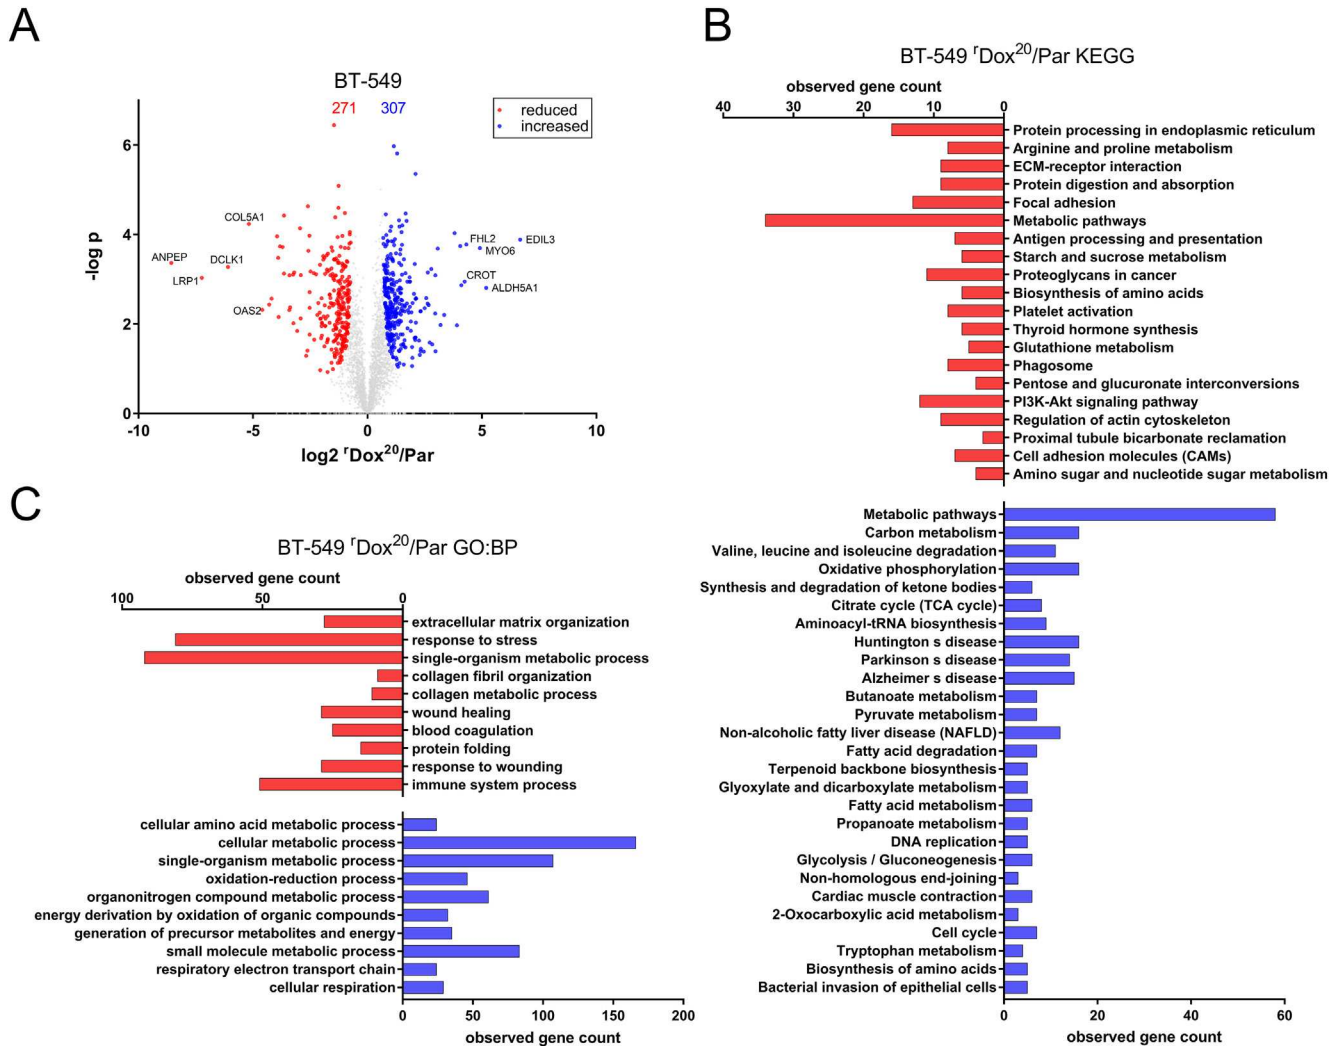 A
BT-549
271 307
reduced
increased
6
4
2
0
-log p
COL5A1
ANPEP
DCLK1
LRP1
OAS2
FHL2
EDIL3
MYO6
CROT
ALDH5A1
-10 -5 0 5 10
log2 rDox20/Par
B
BT-549 rDox20/Par KEGG
observed gene count
40 30 20 10 0
Protein processing in endoplasmic reticulum
Arginine and proline metabolism
ECM-receptor interaction
Protein digestion and absorption
Focal adhesion
Metabolic pathways
Antigen processing and presentation
Starch and sucrose metabolism
Proteoglycans in cancer
Biosynthesis of amino acids
Platelet activation
Thyroid hormone synthesis
Glutathione metabolism
Phagosome
Pentose and glucuronate interconversions
PI3K-Akt signaling pathway
Regulation of actin cytoskeleton
Proximal tubule bicarbonate reclamation
Cell adhesion molecules (CAMs)
Amino sugar and nucleotide sugar metabolism
Metabolic pathways
Carbon metabolism
Valine, leucine and isoleucine degradation
Oxidative phosphorylation
Synthesis and degradation of ketone bodies
Citrate cycle (TCA cycle)
Aminoacyl-tRNA biosynthesis
Huntington s disease
Parkinson s disease
Alzheimer s disease
Butanoate metabolism
Pyruvate metabolism
Non-alcoholic fatty liver disease (NAFLD)
Fatty acid degradation
Terpenoid backbone biosynthesis
Glyoxylate and dicarboxylate metabolism
Fatty acid metabolism
Propanoate metabolism
DNA replication
Glycolysis / Gluconeogenesis
Non-homologous end-joining
Cardiac muscle contraction
2-Oxocarboxylic acid metabolism
Cell cycle
Tryptophan metabolism
Biosynthesis of amino acids
Bacterial invasion of epithelial cells
0 20 40 60
observed gene count
C
BT-549 rDox20/Par GO:BP
observed gene count
100 50 0
extracellular matrix organization
response to stress
single-organism metabolic process
collagen fibril organization
collagen metabolic process
wound healing
blood coagulation
protein folding
response to wounding
immune system process
cellular amino acid metabolic process
cellular metabolic process
single-organism metabolic process
oxidation-reduction process
organonitrogen compound metabolic process
energy derivation by oxidation of organic compounds
generation of precursor metabolites and energy
small molecule metabolic process
respiratory electron transport chain
cellular respiration
0 50 100 150 200
observed gene count